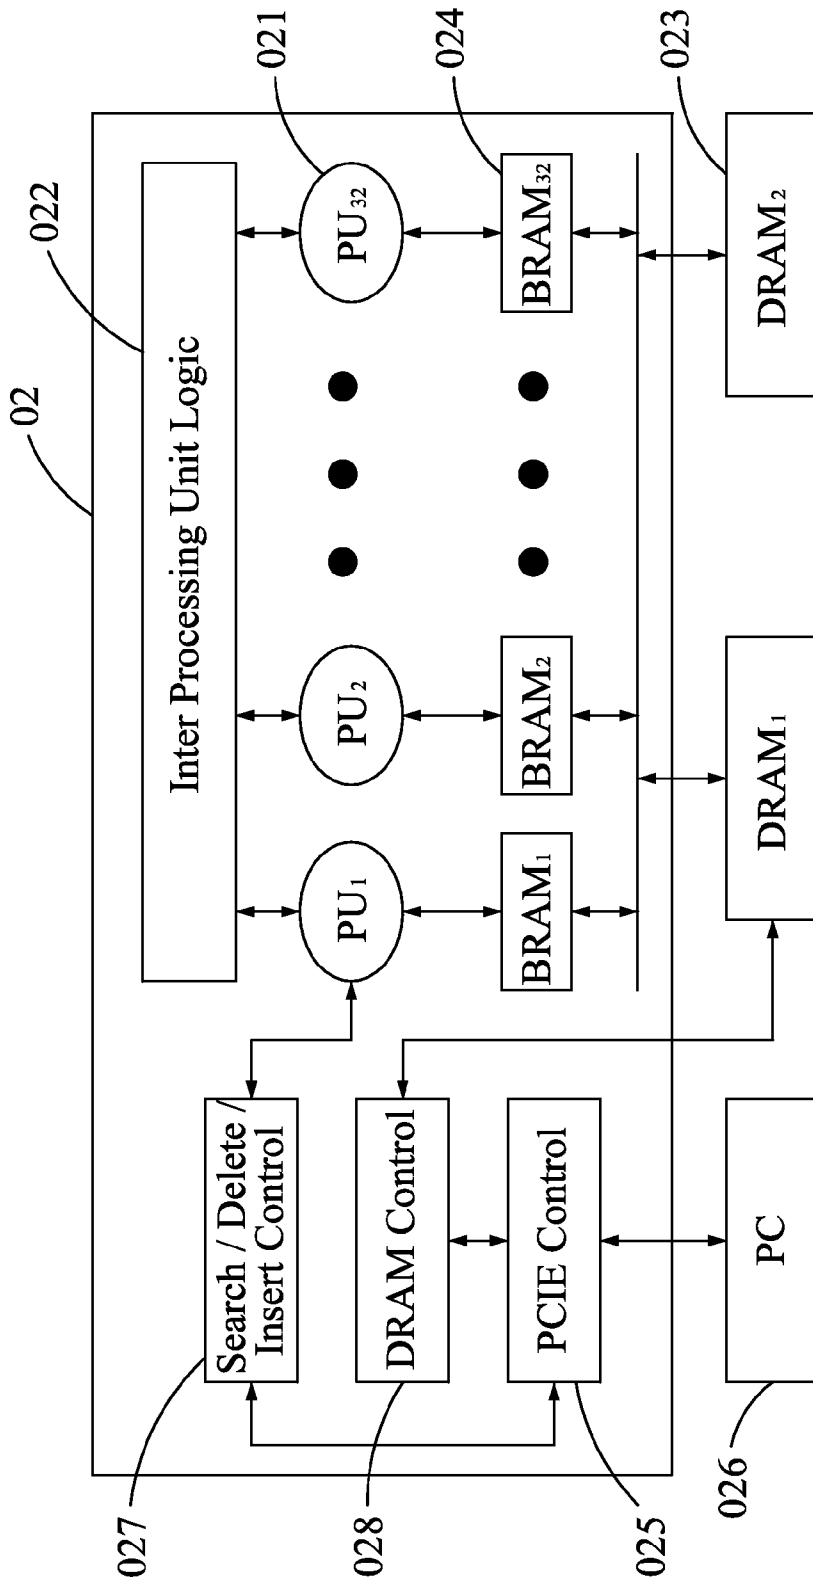 02
022
021
024
023
027
028
025
026
Inter Processing Unit Logic
Search / Delete /
Insert Control
PU₁
PU₂
PU₃₂
DRAM Control
PCIE Control
BRAM₁
BRAM₂
BRAM₃₂
PC
DRAM₁
DRAM₂